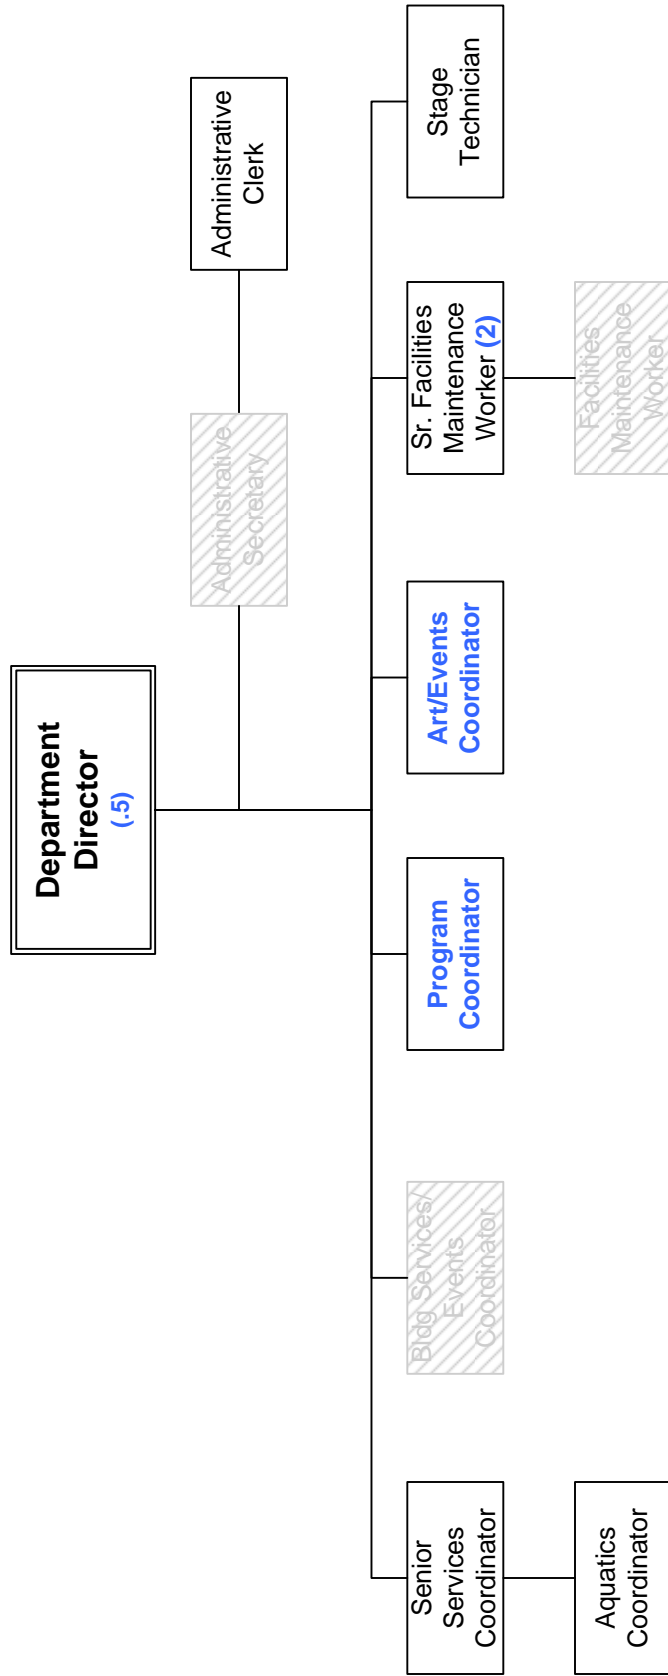 Department
Director
(.5)
Administrative
Secretary
Administrative
Clerk
Senior
Services
Coordinator
Bldg Services/
Events
Coordinator
Program
Coordinator
Art/Events
Coordinator
Sr. Facilities
Maintenance
Worker (2)
Stage
Technician
Aquatics
Coordinator
Facilities
Maintenance
Worker